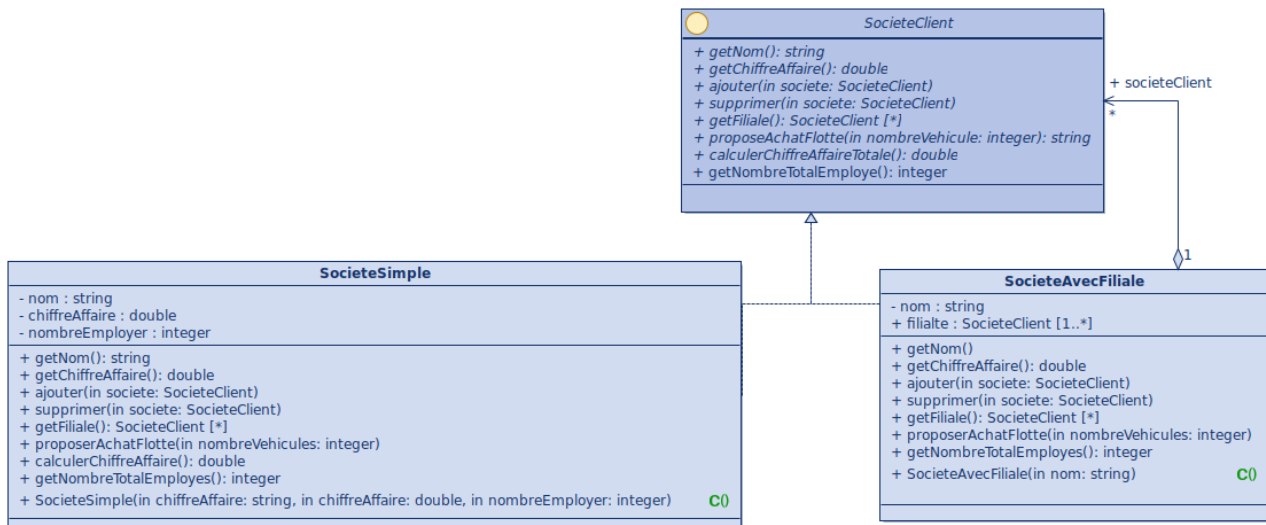 SocieteClient
+ getNom(): string
+ getChiffreAffaire(): double
+ ajouter(in societe: SocieteClient)
+ supprimer(in societe: SocieteClient)
+ getFiliale(): SocieteClient [*]
+ proposeAchatFlotte(in nombreVehicule: integer): string
+ calculerChiffreAffaireTotale(): double
+ getNombreTotalEmploye(): integer
+ societeClient
*
1
SocieteSimple
- nom : string
- chiffreAffaire : double
- nombreEmployer : integer
+ getNom(): string
+ getChiffreAffaire(): double
+ ajouter(in societe: SocieteClient)
+ supprimer(in societe: SocieteClient)
+ getFiliale(): SocieteClient [*]
+ proposerAchatFlotte(in nombreVehicules: integer)
+ calculerChiffreAffaire(): double
+ getNombreTotalEmployes(): integer
+ SocieteSimple(in chiffreAffaire: string, in chiffreAffaire: double, in nombreEmployer: integer) C()
SocieteAvecFiliale
- nom : string
+ filialte : SocieteClient [1..*]
+ getNom()
+ getChiffreAffaire(): double
+ ajouter(in societe: SocieteClient)
+ supprimer(in societe: SocieteClient)
+ getFiliale(): SocieteClient [*]
+ proposerAchatFlotte(in nombreVehicules: integer)
+ getNombreTotalEmployes(): integer
+ SocieteAvecFiliale(in nom: string) C()